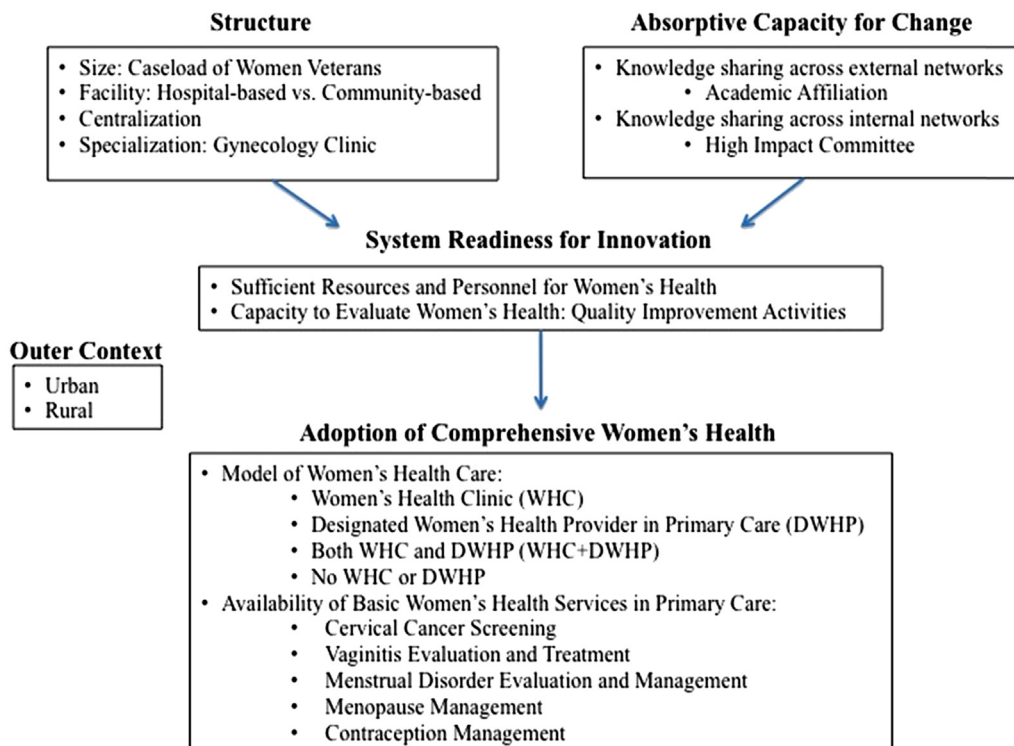 Structure
• Size: Caseload of Women Veterans
• Facility: Hospital-based vs. Community-based
• Centralization
• Specialization: Gynecology Clinic
Absorptive Capacity for Change
• Knowledge sharing across external networks
• Academic Affiliation
• Knowledge sharing across internal networks
• High Impact Committee
System Readiness for Innovation
• Sufficient Resources and Personnel for Women's Health
• Capacity to Evaluate Women's Health: Quality Improvement Activities
Outer Context
• Urban
• Rural
Adoption of Comprehensive Women's Health
• Model of Women's Health Care:
• Women's Health Clinic (WHC)
• Designated Women's Health Provider in Primary Care (DWHP)
• Both WHC and DWHP (WHC+DWHP)
• No WHC or DWHP
• Availability of Basic Women's Health Services in Primary Care:
• Cervical Cancer Screening
• Vaginitis Evaluation and Treatment
• Menstrual Disorder Evaluation and Management
• Menopause Management
• Contraception Management